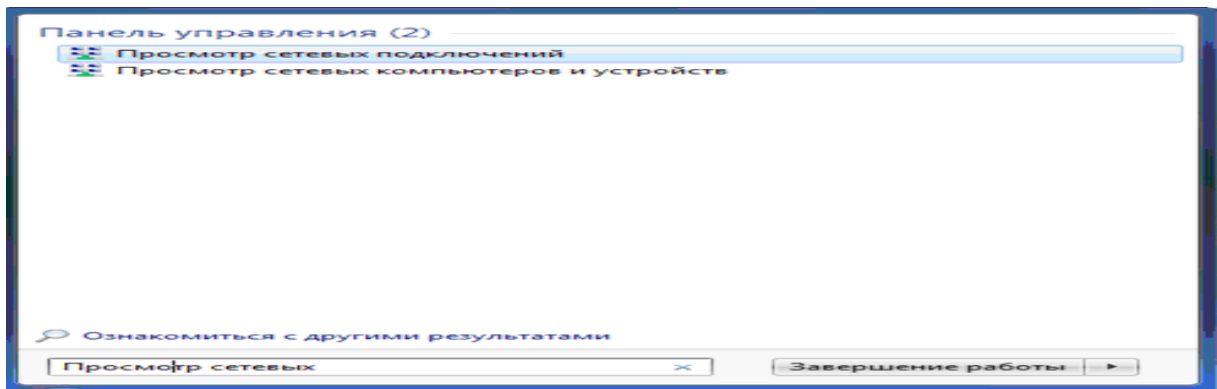 Панель управления (2)
Просмотр сетевых подключений
Просмотр сетевых компьютеров и устройств
Ознакомиться с другими результатами
Просмотр сетевых
Завершение работы